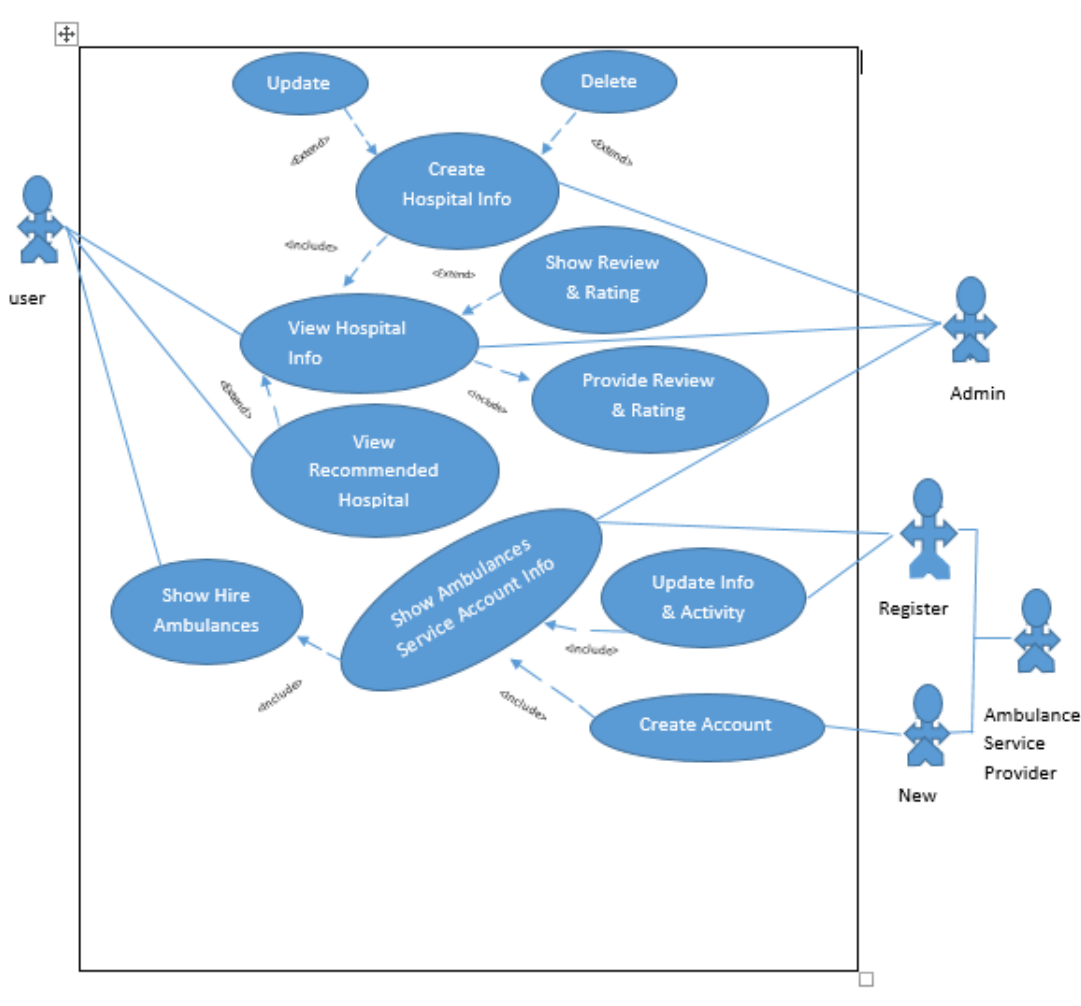 Update
Delete
<Extend>
<Extend>
Create
Hospital Info
user
<Include>
<Extend>
Show Review
& Rating
View Hospital
Info
Admin
<Extend>
<Include>
Provide Review
& Rating
View
Recommended
Hospital
Show Ambulances
Service Account Info
Show Hire
Ambulances
Update Info
& Activity
Register
<Include>
<Include>
<Include>
Create Account
Ambulance
Service
Provider
New